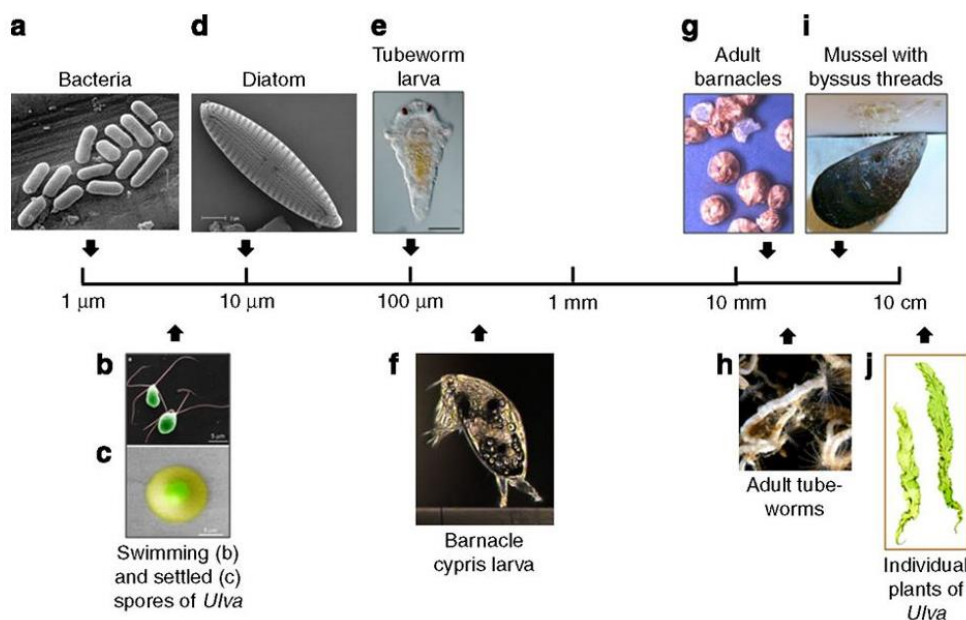 a
Bacteria
d
Diatom
e
Tubeworm
larva
g
Adult
barnacles
i
Mussel with
byssus threads
1 µm
10 µm
100 µm
1 mm
10 mm
10 cm
b
5 µm
c
Swimming (b)
and settled (c)
spores of Ulva
f
Barnacle
cypris larva
h
Adult tube-
worms
j
Individual
plants of
Ulva